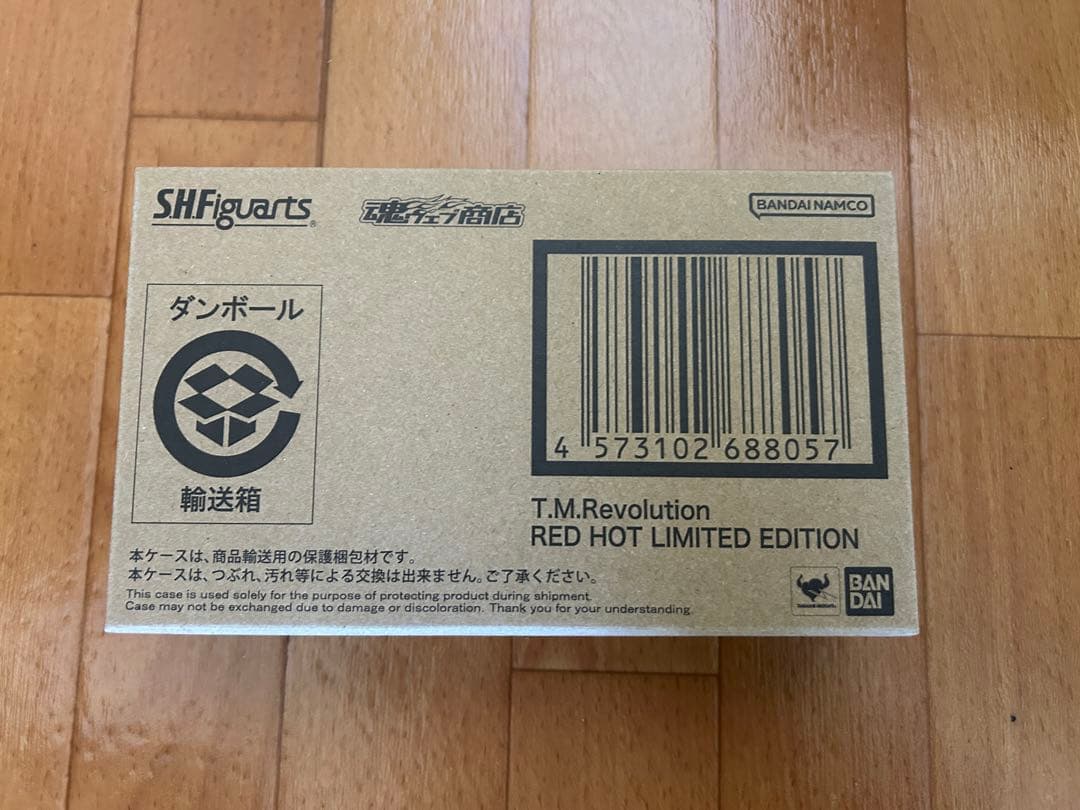 S.H.Figuarts®
魂ウェブ商店
BANDAI NAMCO
ダンボール
輸送箱
4 573102 688057
T.M.Revolution
RED HOT LIMITED EDITION
本ケースは、商品輸送用の保護梱包材です。
本ケースは、つぶれ、汚れ等による交換は出来ません。ご了承ください。
This case is used solely for the purpose of protecting product during shipment.
Case may not be exchanged due to damage or discoloration. Thank you for your understanding.
BAN
DAI